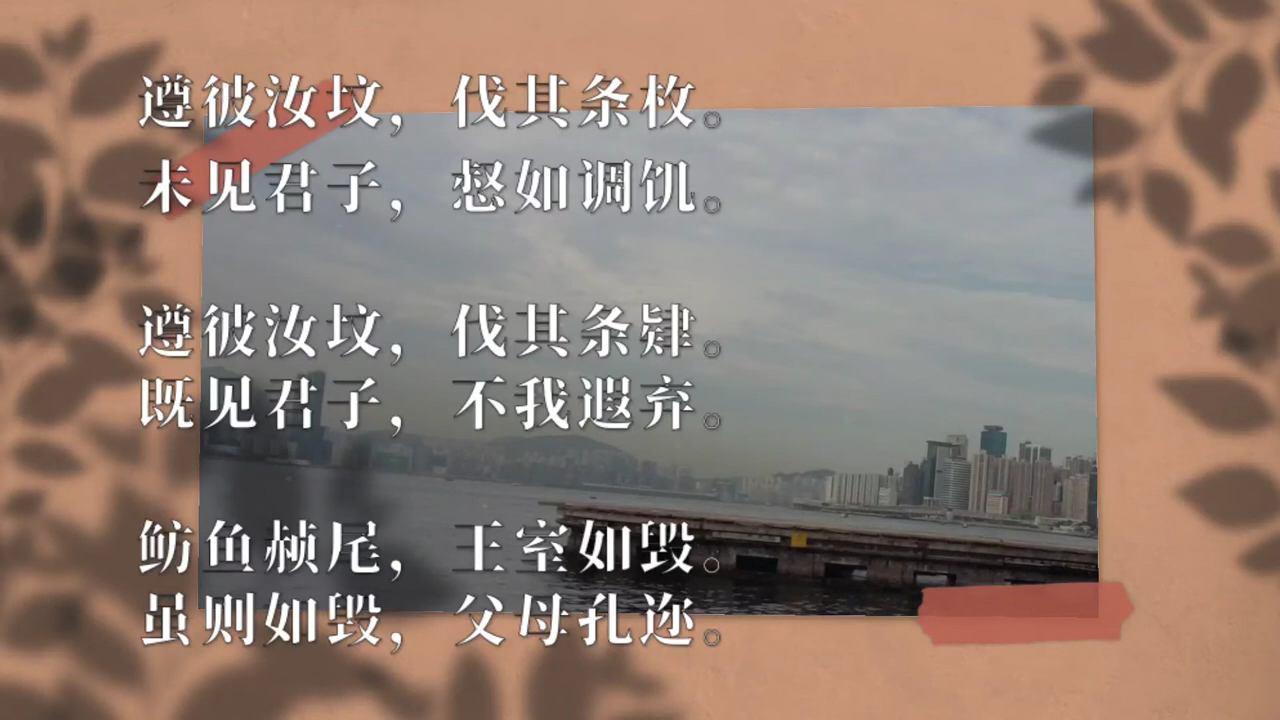 遵彼汝坟，伐其条枚。
未见君子，惄如调饥。
遵彼汝坟，伐其条肄。
既见君子，不我遐弃。
鲂鱼赪尾，王室如毁。
虽则如毁，父母孔迩。